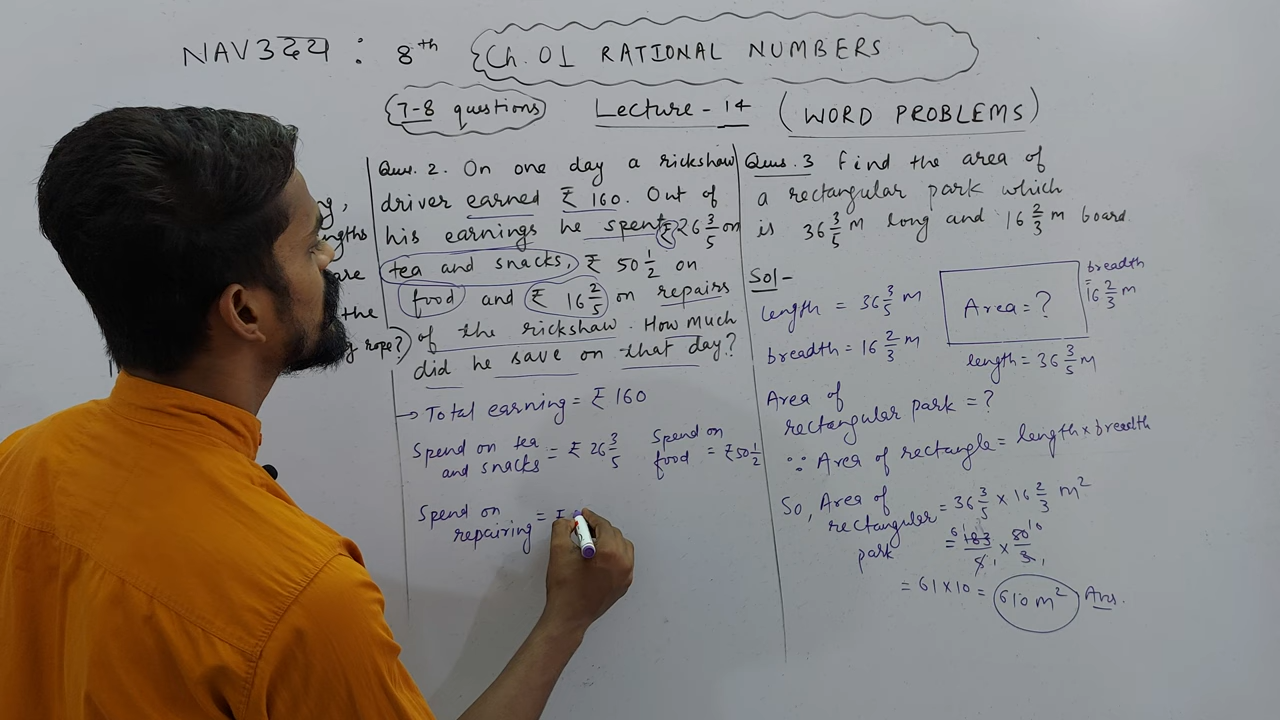 NAV3नेत्र : 8th Ch. 01 RATIONAL NUMBERS
7-8 questions Lecture - 14 (WORD PROBLEMS)
are
the
rope?
Ques. 2. On one day a rickshaw
driver earned ₹ 160. Out of
his earnings he spent ₹ 26 3/5 on
tea and snacks, ₹ 50 1/2 on
food and ₹ 16 2/5 on repairs
of the rickshaw. How much
did he save on that day?
→ Total earning = ₹ 160
Spend on tea
and snacks = ₹ 26 3/5
Spend on
food = ₹50 1/2
Spend on
repairing = ₹
Ques. 3 Find the area of
a rectangular park which
is 36 3/5 m long and 16 2/3 m board.
Sol-
length = 36 3/5 m
breadth = 16 2/3 m
Area = ?
breadth
= 16 2/3 m
length = 36 3/5 m
Area of
rectangular park = ?
∵ Area of rectangle = length × breadth
So, Area of
rectangular
park
= 36 3/5 × 16 2/3 m²
= 183/5 × 80/3
= 61 × 10 = 610 m² Ans.